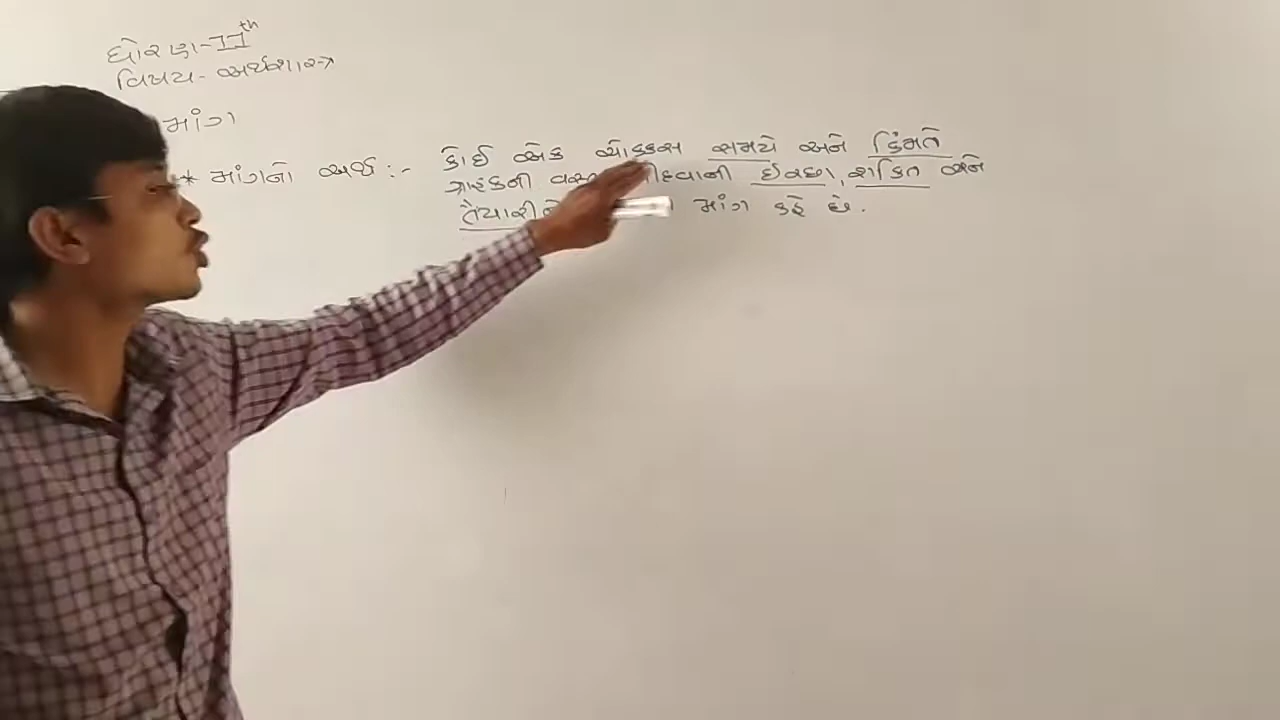 ધોરણ-11th
વિષય- અર્થશાસ્ત્ર
માંગ
* માંગનો અર્થ :- કોઈ એક ચોક્કસ સમયે અને કિંમતે
ગ્રાહકની ખરીદવાની ઈચ્છા, શક્તિ અને
માંગ કહે છે.